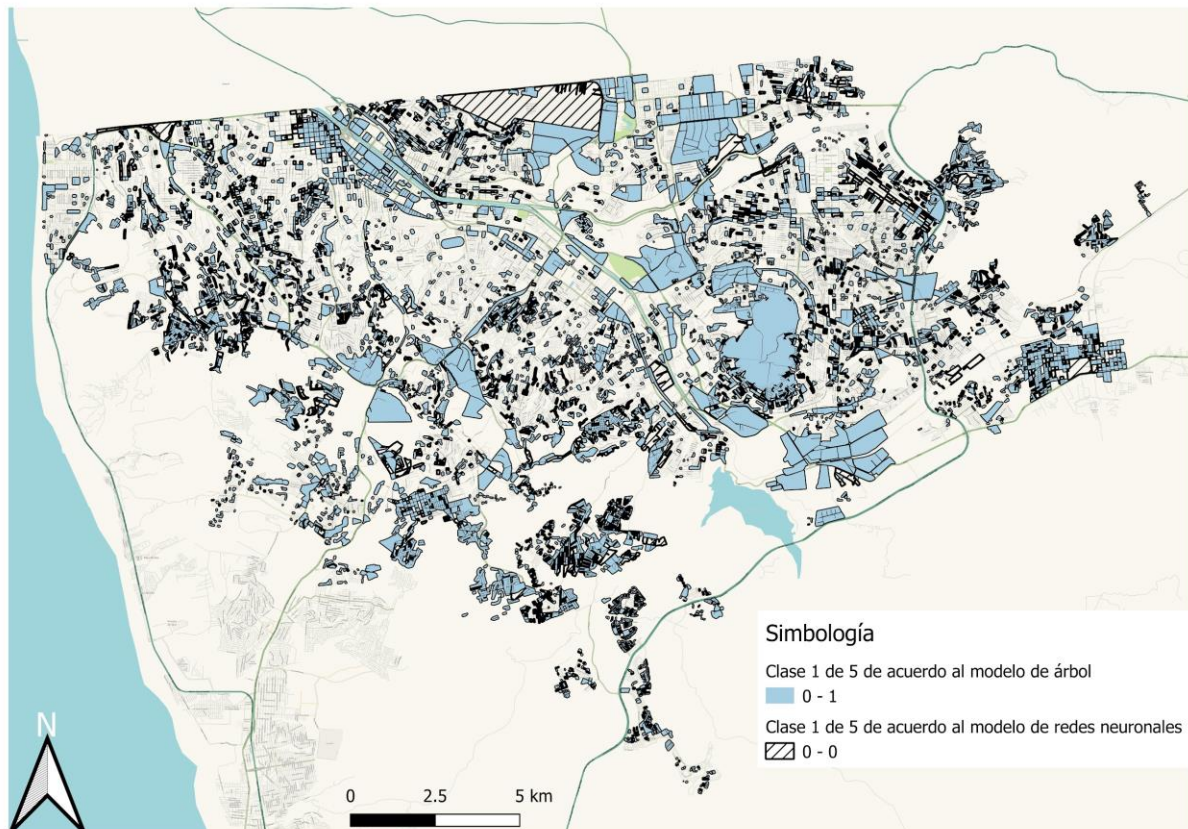 Simbología
Clase 1 de 5 de acuerdo al modelo de árbol
0 - 1
Clase 1 de 5 de acuerdo al modelo de redes neuronales
0 - 0
N
0 2.5 5 km